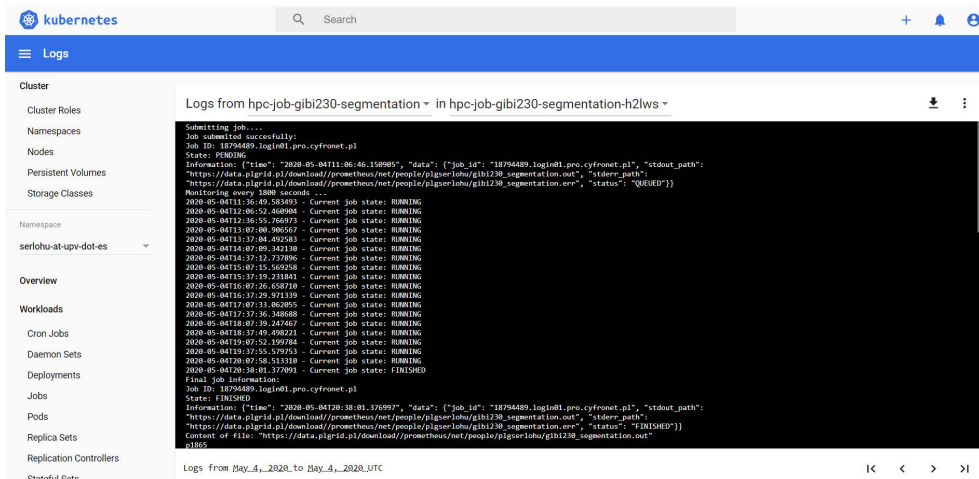 kubernetes
Search
Logs
Cluster
Cluster Roles
Namespaces
Nodes
Persistent Volumes
Storage Classes
Namespace
serlohu-at-upv-dot-es
Overview
Workloads
Cron Jobs
Daemon Sets
Deployments
Jobs
Pods
Replica Sets
Replication Controllers
Stateful Sets
Logs from hpc-job-gibi230-segmentation in hpc-job-gibi230-segmentation-h2lws
Submitting job....
Job submmited succesfully:
Job ID: 18794489.login01.pro.cyfronet.pl
State: PENDING
Information: {"time": "2020-05-04T11:06:46.150905", "data": {"job_id": "18794489.login01.pro.cyfronet.pl", "stdout_path":
"https://data.plgrid.pl/download//prometheus/net/people/plgserlohu/gibi230_segmentation.out", "stderr_path":
"https://data.plgrid.pl/download//prometheus/net/people/plgserlohu/gibi230_segmentation.err", "status": "QUEUED"}}
Monitoring every 1800 seconds ...
2020-05-04T11:36:49.583493 - Current job state: RUNNING
2020-05-04T12:06:52.460904 - Current job state: RUNNING
2020-05-04T12:36:55.766973 - Current job state: RUNNING
2020-05-04T13:07:00.906567 - Current job state: RUNNING
2020-05-04T13:37:04.492583 - Current job state: RUNNING
2020-05-04T14:07:09.342130 - Current job state: RUNNING
2020-05-04T14:37:12.737896 - Current job state: RUNNING
2020-05-04T15:07:15.569258 - Current job state: RUNNING
2020-05-04T15:37:19.231841 - Current job state: RUNNING
2020-05-04T16:07:26.658710 - Current job state: RUNNING
2020-05-04T16:37:29.971339 - Current job state: RUNNING
2020-05-04T17:07:33.062055 - Current job state: RUNNING
2020-05-04T17:37:36.348688 - Current job state: RUNNING
2020-05-04T18:07:39.247467 - Current job state: RUNNING
2020-05-04T18:37:49.498221 - Current job state: RUNNING
2020-05-04T19:07:52.199784 - Current job state: RUNNING
2020-05-04T19:37:55.579753 - Current job state: RUNNING
2020-05-04T20:07:58.513310 - Current job state: RUNNING
2020-05-04T20:38:01.377091 - Current job state: FINISHED
Final job information:
Job ID: 18794489.login01.pro.cyfronet.pl
State: FINISHED
Information: {"time": "2020-05-04T20:38:01.376997", "data": {"job_id": "18794489.login01.pro.cyfronet.pl", "stdout_path":
"https://data.plgrid.pl/download//prometheus/net/people/plgserlohu/gibi230_segmentation.out", "stderr_path":
"https://data.plgrid.pl/download//prometheus/net/people/plgserlohu/gibi230_segmentation.err", "status": "FINISHED"}}
Content of file: "https://data.plgrid.pl/download//prometheus/net/people/plgserlohu/gibi230_segmentation.out"
p1865
Logs from May 4, 2020 to May 4, 2020 UTC